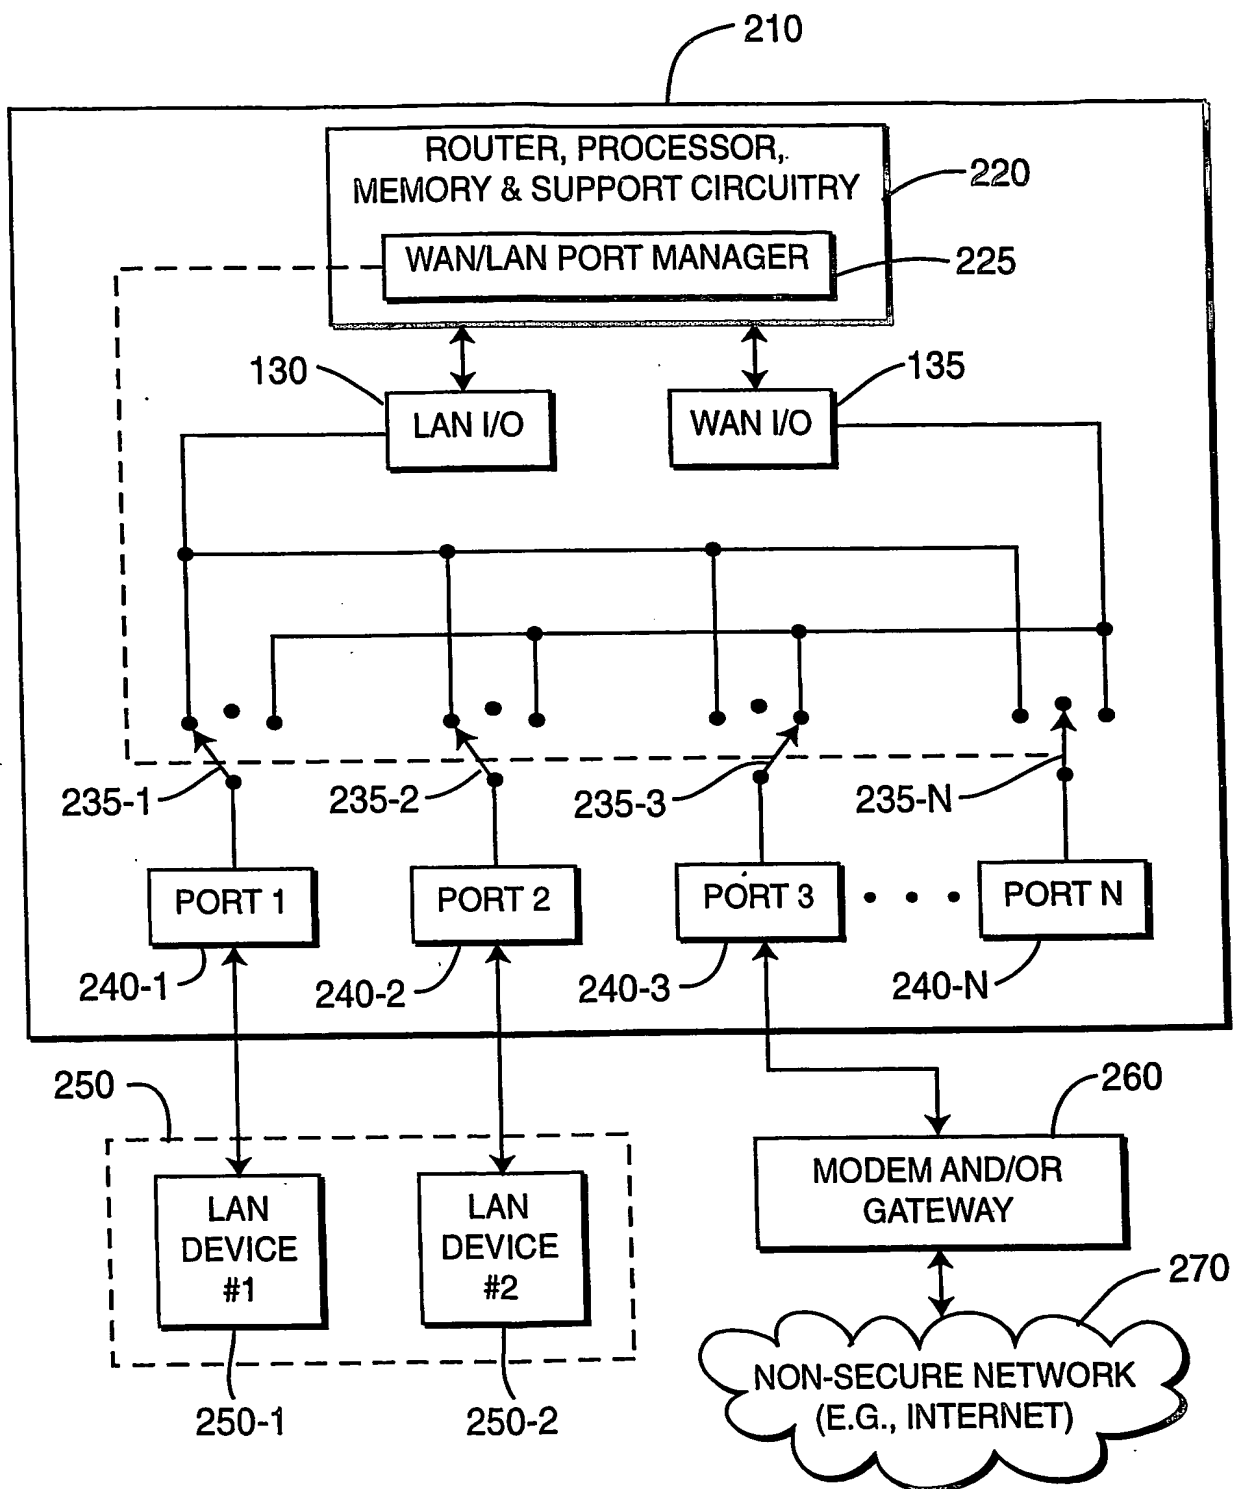 210
ROUTER, PROCESSOR,
MEMORY & SUPPORT CIRCUITRY
220
WAN/LAN PORT MANAGER
225
130
135
LAN I/O
WAN I/O
235-1
235-2
235-3
235-N
PORT 1
PORT 2
PORT 3
PORT N
240-1
240-2
240-3
240-N
250
260
LAN
DEVICE
#1
LAN
DEVICE
#2
MODEM AND/OR
GATEWAY
270
NON-SECURE NETWORK
(E.G., INTERNET)
250-1
250-2